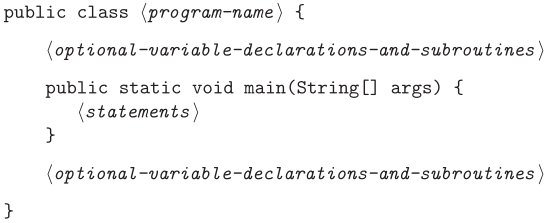 public class ⟨program-name⟩ {
⟨optional-variable-declarations-and-subroutines⟩
public static void main(String[] args) {
⟨statements⟩
}
⟨optional-variable-declarations-and-subroutines⟩
}